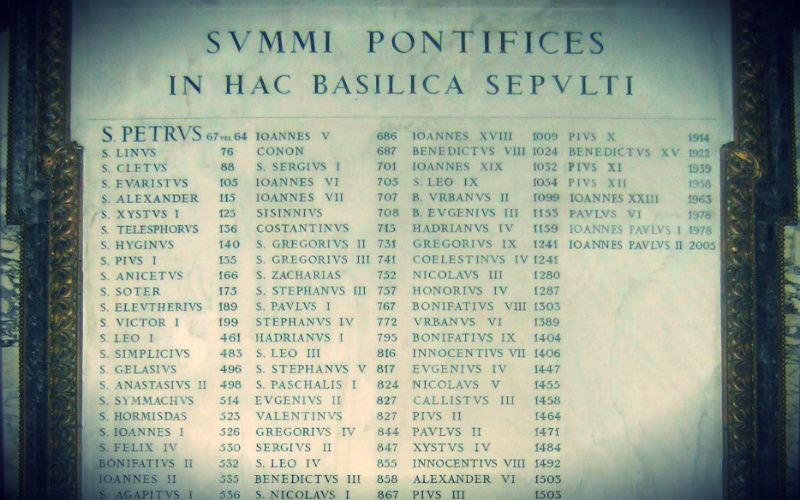 SVMMI PONTIFICES
IN HAC BASILICA SEPVLTI
S. PETRVS 67 VEL 64
S. LINVS 76
S. CLETVS 88
S. EVARISTVS 105
S. ALEXANDER 115
S. XYSTVS I 125
S. TELESPHORVS 136
S. HYGINVS 140
S. PIVS I 155
S. ANICETVS 166
S. SOTER 175
S. ELEVTHERIVS 189
S. VICTOR I 199
S. LEO I 461
S. SIMPLICIVS 483
S. GELASIVS 496
S. ANASTASIVS II 498
S. SYMMACHVS 514
S. HORMISDAS 523
S. IOANNES I 526
S. FELIX IV 530
BONIFATIVS II 532
IOANNES II 535
S. AGAPITVS I 536
IOANNES V 686
CONON 687
S. SERGIVS I 701
IOANNES VI 705
IOANNES VII 707
SISINNIVS 708
COSTANTINVS 715
S. GREGORIVS II 731
S. GREGORIVS III 741
S. ZACHARIAS 752
S. STEPHANVS III 757
S. PAVLVS I 767
STEPHANVS IV 772
HADRIANVS I 795
S. LEO III 816
S. STEPHANVS V 817
S. PASCHALIS I 824
EVGENIVS II 827
VALENTINVS 827
GREGORIVS IV 844
SERGIVS II 847
S. LEO IV 855
BENEDICTVS III 858
S. NICOLAVS I 867
IOANNES XVIII 1009
BENEDICTVS VIII 1024
IOANNES XIX 1032
S. LEO IX 1054
B. VRBANVS II 1099
B. EVGENIVS III 1153
HADRIANVS IV 1159
GREGORIVS IX 1241
COELESTINVS IV 1241
NICOLAVS III 1280
HONORIVS IV 1287
BONIFATIVS VIII 1303
VRBANVS VI 1389
BONIFATIVS IX 1404
INNOCENTIVS VII 1406
EVGENIVS IV 1447
NICOLAVS V 1455
CALLISTVS III 1458
PIVS II 1464
PAVLVS II 1471
XYSTVS IV 1484
INNOCENTIVS VIII 1492
ALEXANDER VI 1503
PIVS III 1503
PIVS X 1914
BENEDICTVS XV 1922
PIVS XI 1939
PIVS XII 1958
IOANNES XXIII 1963
PAVLVS VI 1978
IOANNES PAVLVS I 1978
IOANNES PAVLVS II 2005